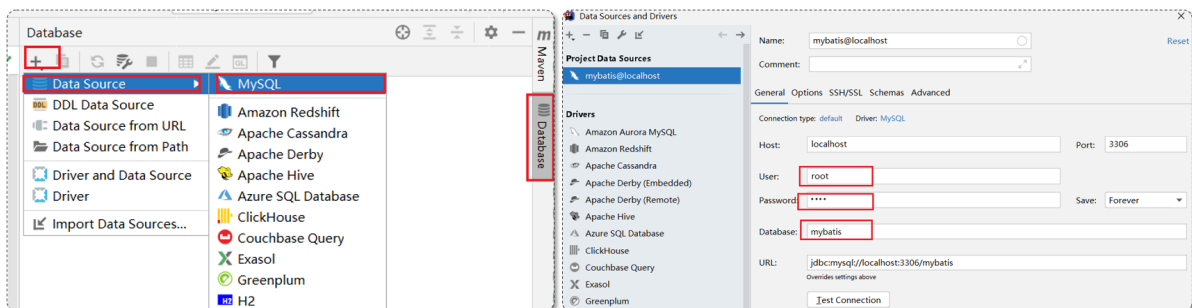 Database
Data Source
DDL Data Source
Data Source from URL
Data Source from Path
Driver and Data Source
Driver
Import Data Sources...
MySQL
Amazon Redshift
Apache Cassandra
Apache Derby
Apache Hive
Azure SQL Database
ClickHouse
Couchbase Query
Exasol
Greenplum
H2
m
Maven
Database
Data Sources and Drivers
Project Data Sources
mybatis@localhost
Drivers
Amazon Aurora MySQL
Amazon Redshift
Apache Cassandra
Apache Derby (Embedded)
Apache Derby (Remote)
Apache Hive
Azure SQL Database
ClickHouse
Couchbase Query
Exasol
Greenplum
Name: mybatis@localhost Reset
Comment:
General Options SSH/SSL Schemas Advanced
Connection type: default Driver: MySQL
Host: localhost Port: 3306
User: root
Password: •••• Save: Forever
Database: mybatis
URL: jdbc:mysql://localhost:3306/mybatis
Overrides settings above
Test Connection